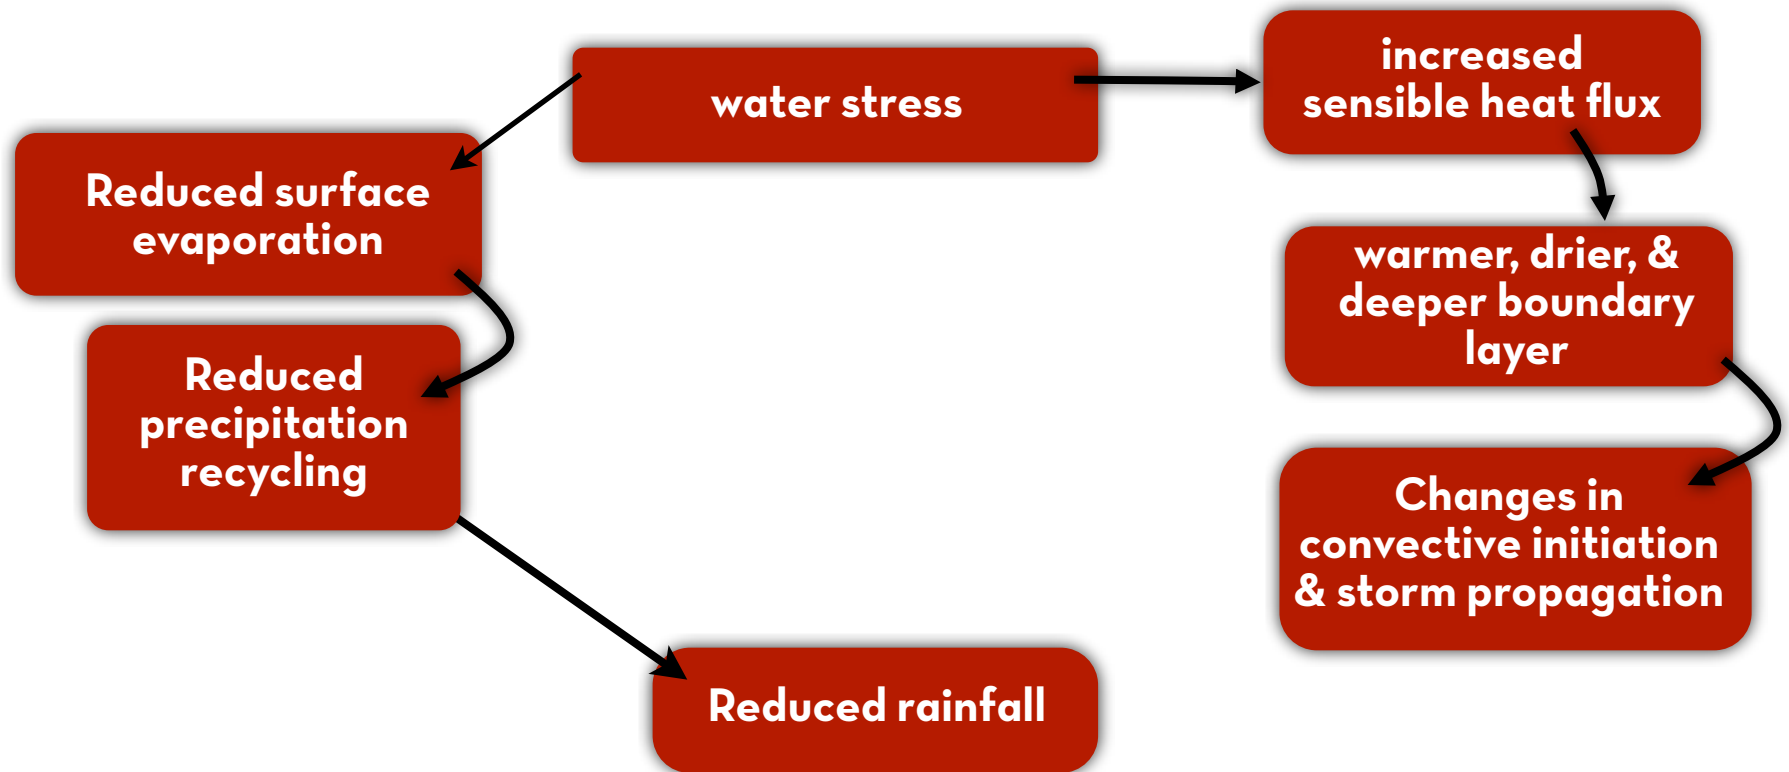 water stress
increased
sensible heat flux
Reduced surface
evaporation
warmer, drier, &
deeper boundary
layer
Reduced
precipitation
recycling
Changes in
convective initiation
& storm propagation
Reduced rainfall